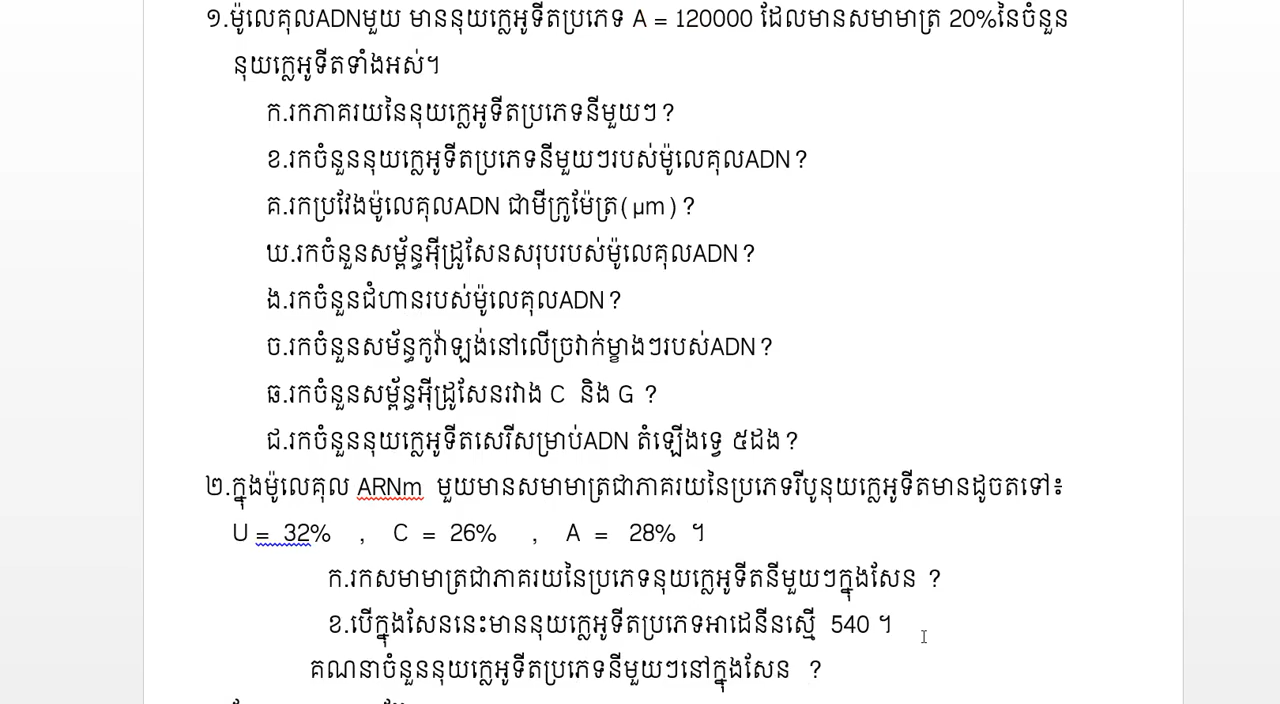 ១.ម៉ូលេគុលADNមួយ មាននុយក្លេអូទីតប្រភេទ A = 120000 ដែលមានសមាមាត្រ 20%នៃចំនួន
នុយក្លេអូទីតទាំងអស់។
ក.រកភាគរយនៃនុយក្លេអូទីតប្រភេទនីមួយៗ?
ខ.រកចំនួននុយក្លេអូទីតប្រភេទនីមួយៗរបស់ម៉ូលេគុលADN?
គ.រកប្រវែងម៉ូលេគុលADN ជាមីក្រូម៉ែត្រ(µm)?
ឃ.រកចំនួនសម្ព័ន្ធអ៊ីដ្រូសែនសរុបរបស់ម៉ូលេគុលADN?
ង.រកចំនួនជំហានរបស់ម៉ូលេគុលADN?
ច.រកចំនួនសម័ន្ធកូវ៉ាឡង់នៅលើច្រវាក់ម្ខាងៗរបស់ADN?
ឆ.រកចំនួនសម្ព័ន្ធអ៊ីដ្រូសែនរវាង C និង G ?
ជ.រកចំនួននុយក្លេអូទីតសេរីសម្រាប់ADN តំឡើងទ្វេ ៥ដង?
២.ក្នុងម៉ូលេគុល ARNm មួយមានសមាមាត្រជាភាគរយនៃប្រភេទរីបូនុយក្លេអូទីតមានដូចតទៅ៖
U = 32% , C = 26% , A = 28% ។
ក.រកសមាមាត្រជាភាគរយនៃប្រភេទនុយក្លេអូទីតនីមួយៗក្នុងសែន ?
ខ.បើក្នុងសែននេះមាននុយក្លេអូទីតប្រភេទអាដេនីនស្មើ 540 ។
គណនាចំនួននុយក្លេអូទីតប្រភេទនីមួយៗនៅក្នុងសែន ?